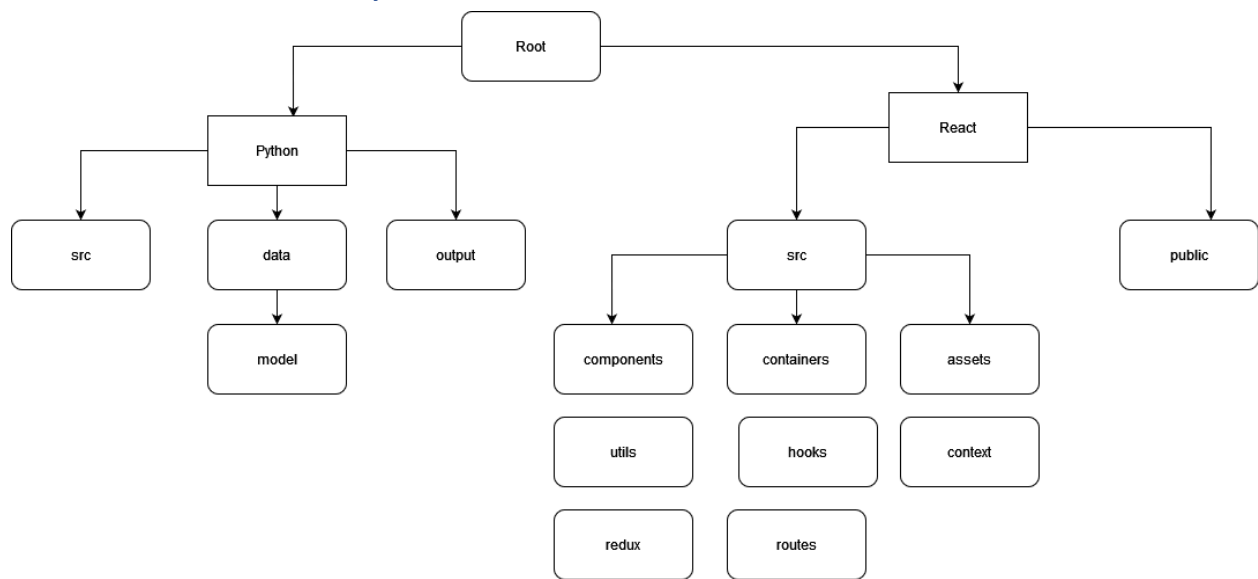 Root
Python
React
src
data
output
src
public
model
components
containers
assets
utils
hooks
context
redux
routes